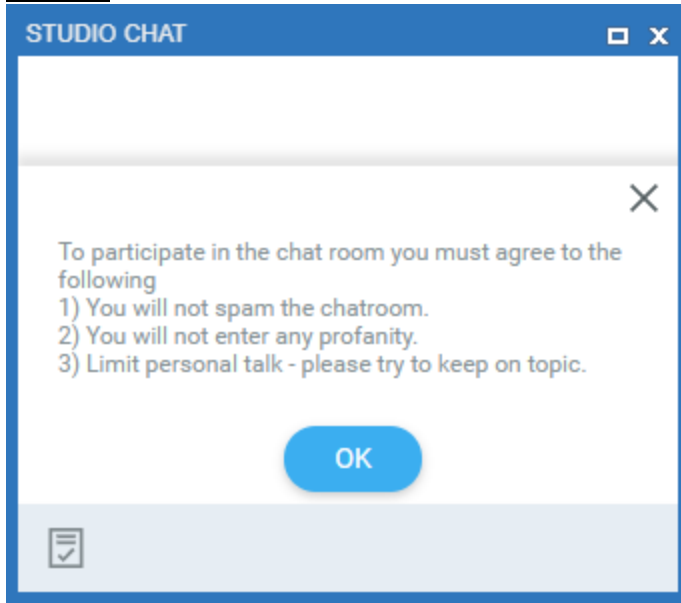 STUDIO CHAT
To participate in the chat room you must agree to the
following
1) You will not spam the chatroom.
2) You will not enter any profanity.
3) Limit personal talk - please try to keep on topic.
OK